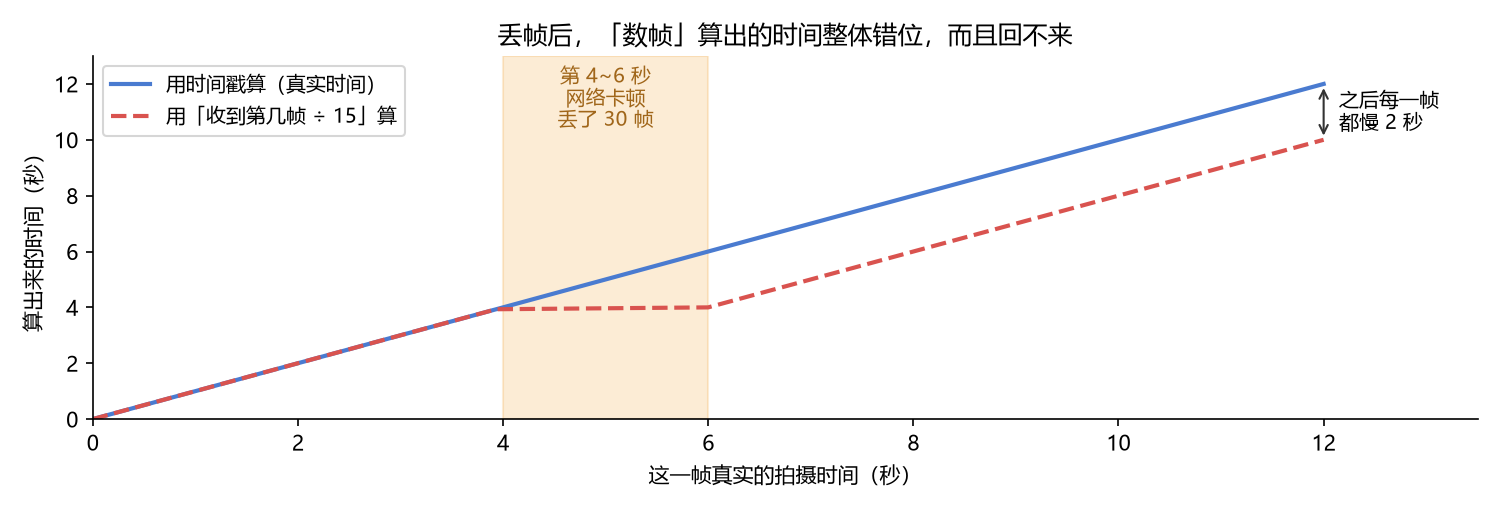 丢帧后，「数帧」算出的时间整体错位，而且回不来
用时间戳算（真实时间）
用「收到第几帧 ÷ 15」算
第 4~6 秒
网络卡顿
丢了 30 帧
之后每一帧
都慢 2 秒
算出来的时间（秒）
12
10
8
6
4
2
0
0
2
4
6
8
10
12
这一帧真实的拍摄时间（秒）